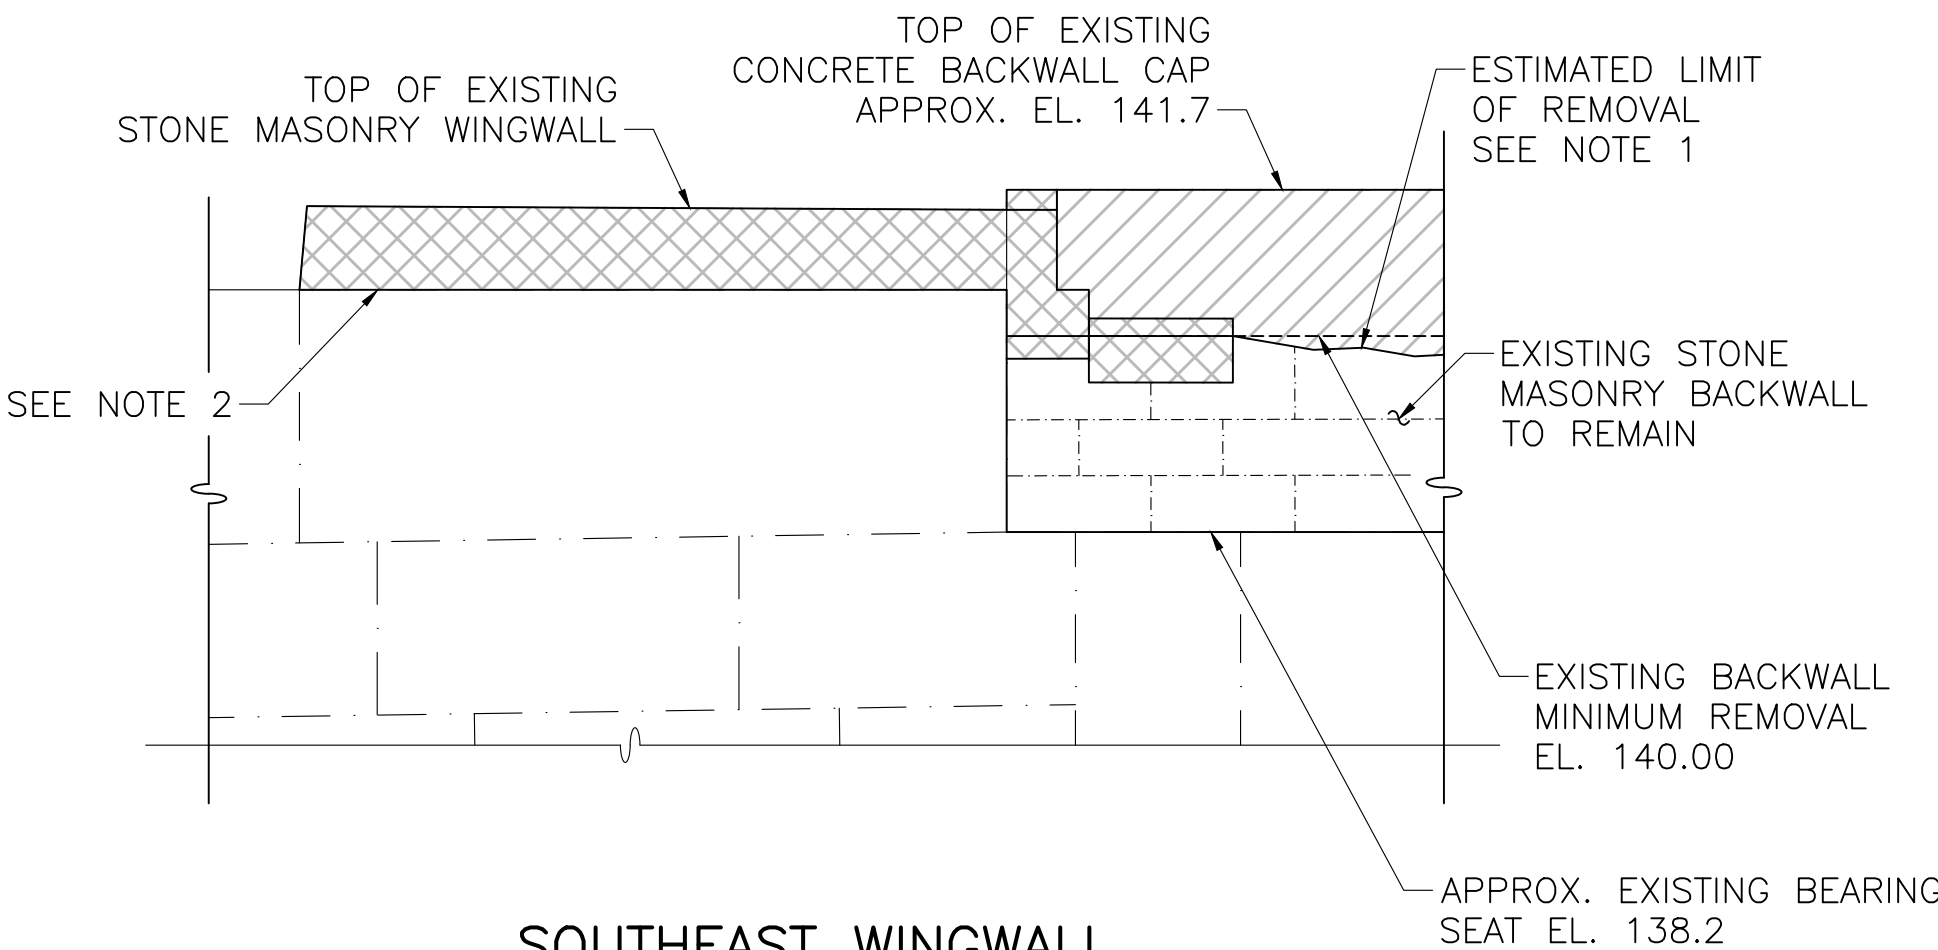 TOP OF EXISTING
CONCRETE BACKWALL CAP
APPROX. EL. 141.7
ESTIMATED LIMIT
OF REMOVAL
SEE NOTE 1
TOP OF EXISTING
STONE MASONRY WINGWALL
SEE NOTE 2
EXISTING STONE
MASONRY BACKWALL
TO REMAIN
EXISTING BACKWALL
MINIMUM REMOVAL
EL. 140.00
APPROX. EXISTING BEARING
SEAT EL. 138.2
SOUTHEAST WINGWALL